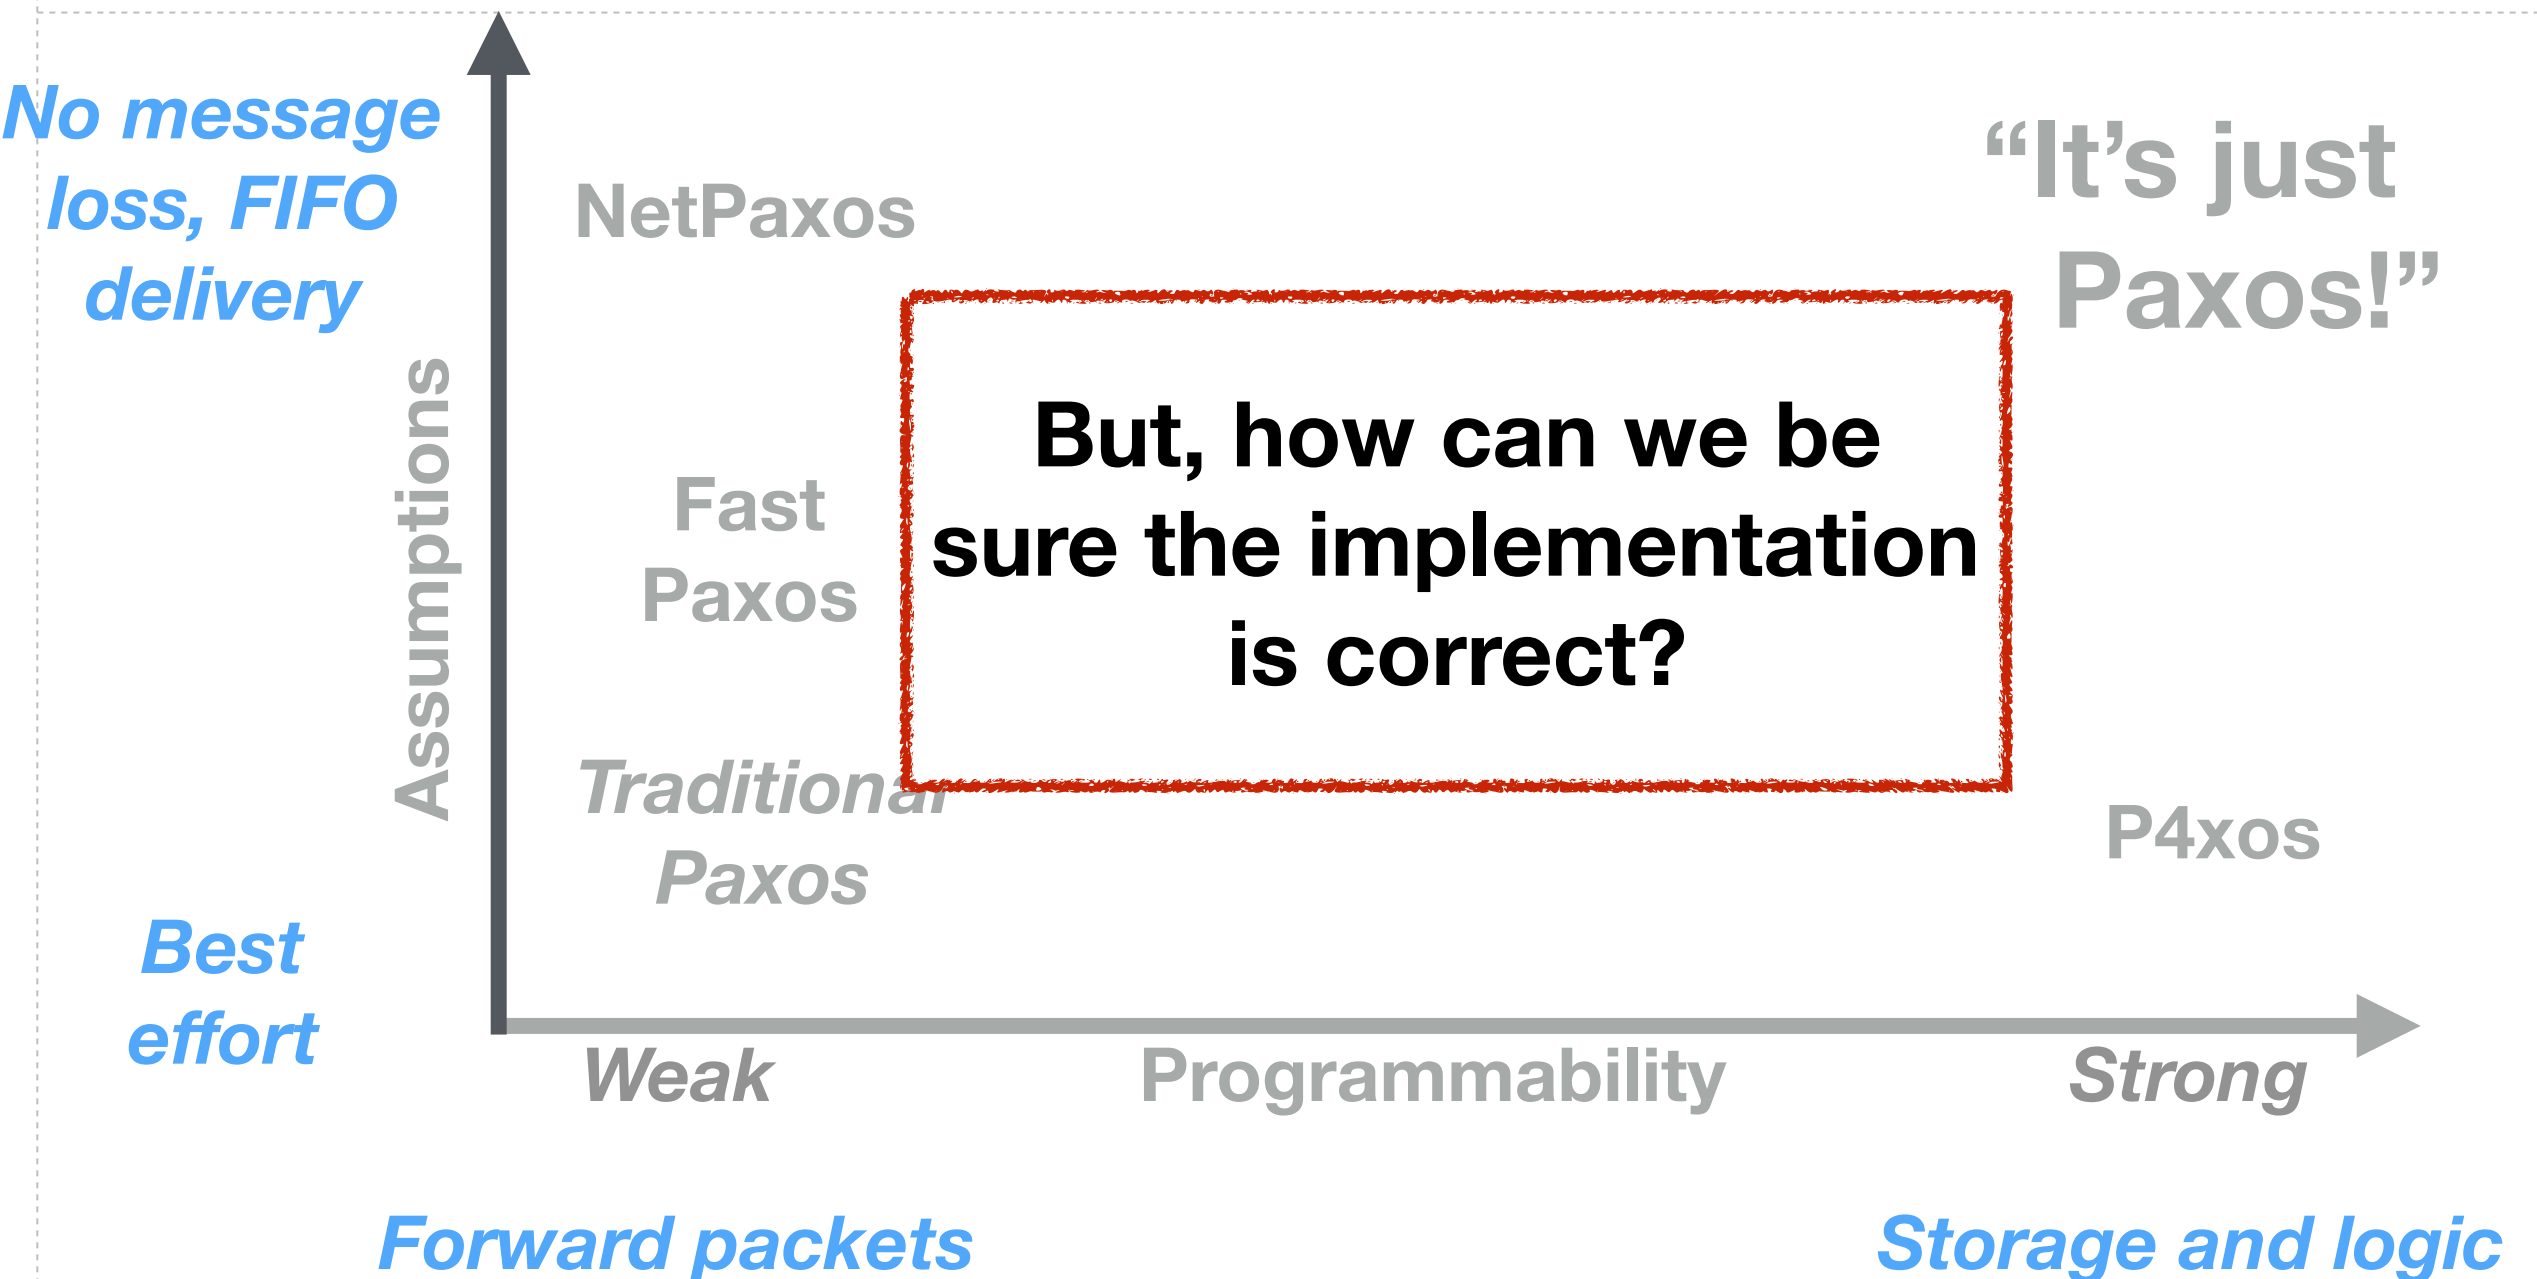 No message
loss, FIFO
delivery
Assumptions
Best
effort
NetPaxos
Fast
Paxos
Traditional
Paxos
“It’s just
Paxos!”
But, how can we be
sure the implementation
is correct?
P4xos
Weak
Programmability
Strong
Forward packets
Storage and logic